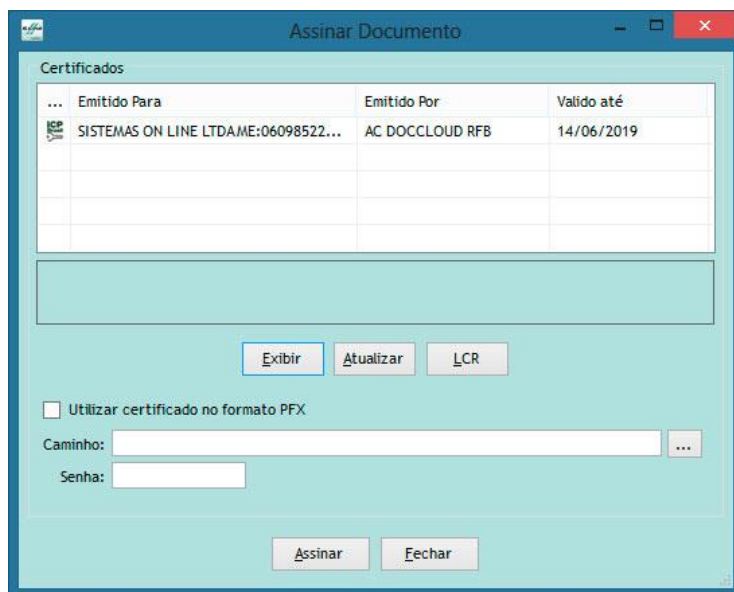 Assinar Documento
Certificados
... Emitido Para Emitido Por Valido até
ICP SISTEMAS ON LINE LTDAME:06098522... AC DOCCLOUD RFB 14/06/2019
Exibir Atualizar LCR
Utilizar certificado no formato PFX
Caminho: ...
Senha:
Assinar Fechar